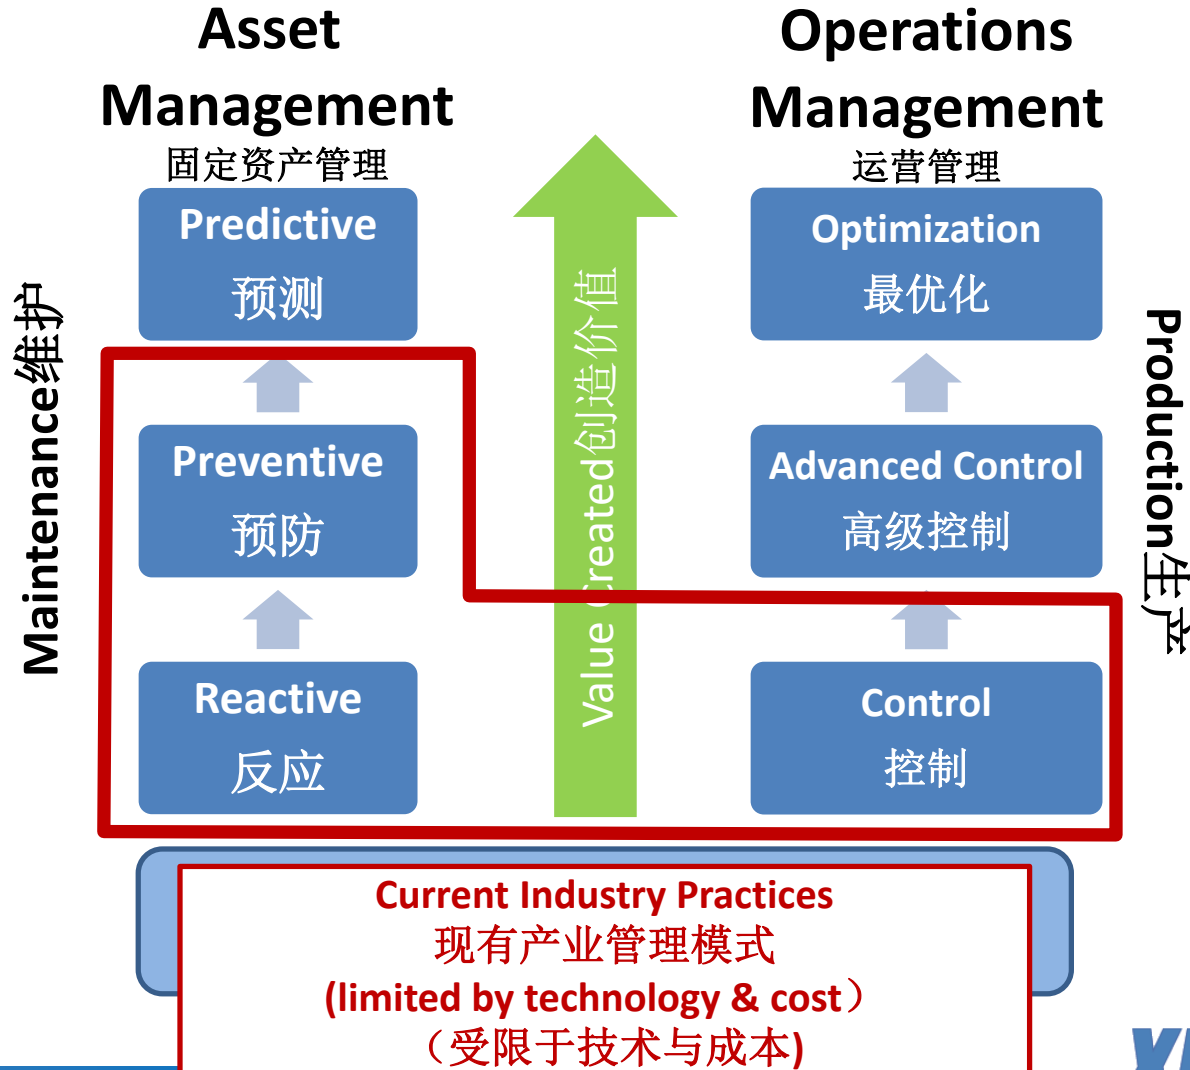 Asset
Management
固定资产管理
Operations
Management
运营管理
Maintenance维护
Predictive
预测
Preventive
预防
Reactive
反应
Value Created创造价值
Optimization
最优化
Advanced Control
高级控制
Control
控制
Production生产
Current Industry Practices
现有产业管理模式
(limited by technology & cost）
（受限于技术与成本)